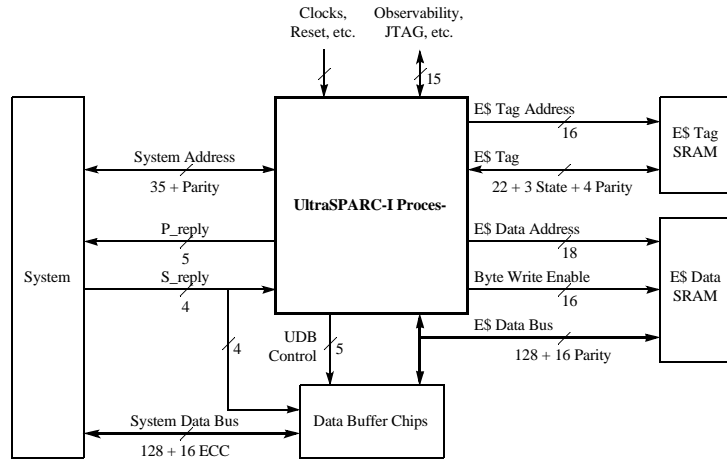 Clocks,
Reset, etc.
Observability,
JTAG, etc.
15
E$ Tag Address
16
E$ Tag
SRAM
System Address
35 + Parity
E$ Tag
22 + 3 State + 4 Parity
UltraSPARC-I Proces-
P_reply
5
E$ Data Address
18
System
S_reply
4
Byte Write Enable
16
E$ Data
SRAM
4
UDB
Control
5
E$ Data Bus
128 + 16 Parity
System Data Bus
128 + 16 ECC
Data Buffer Chips